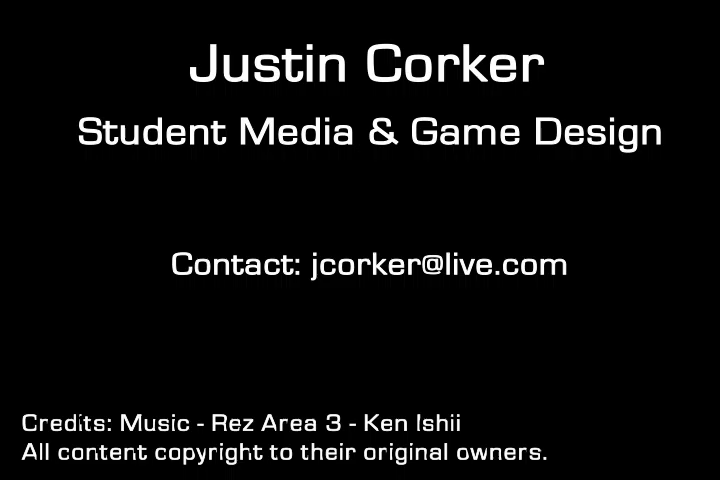 Justin Corker
Student Media & Game Design
Contact: jcorker@live.com
Credits: Music - Rez Area 3 - Ken Ishii
All content copyright to their original owners.